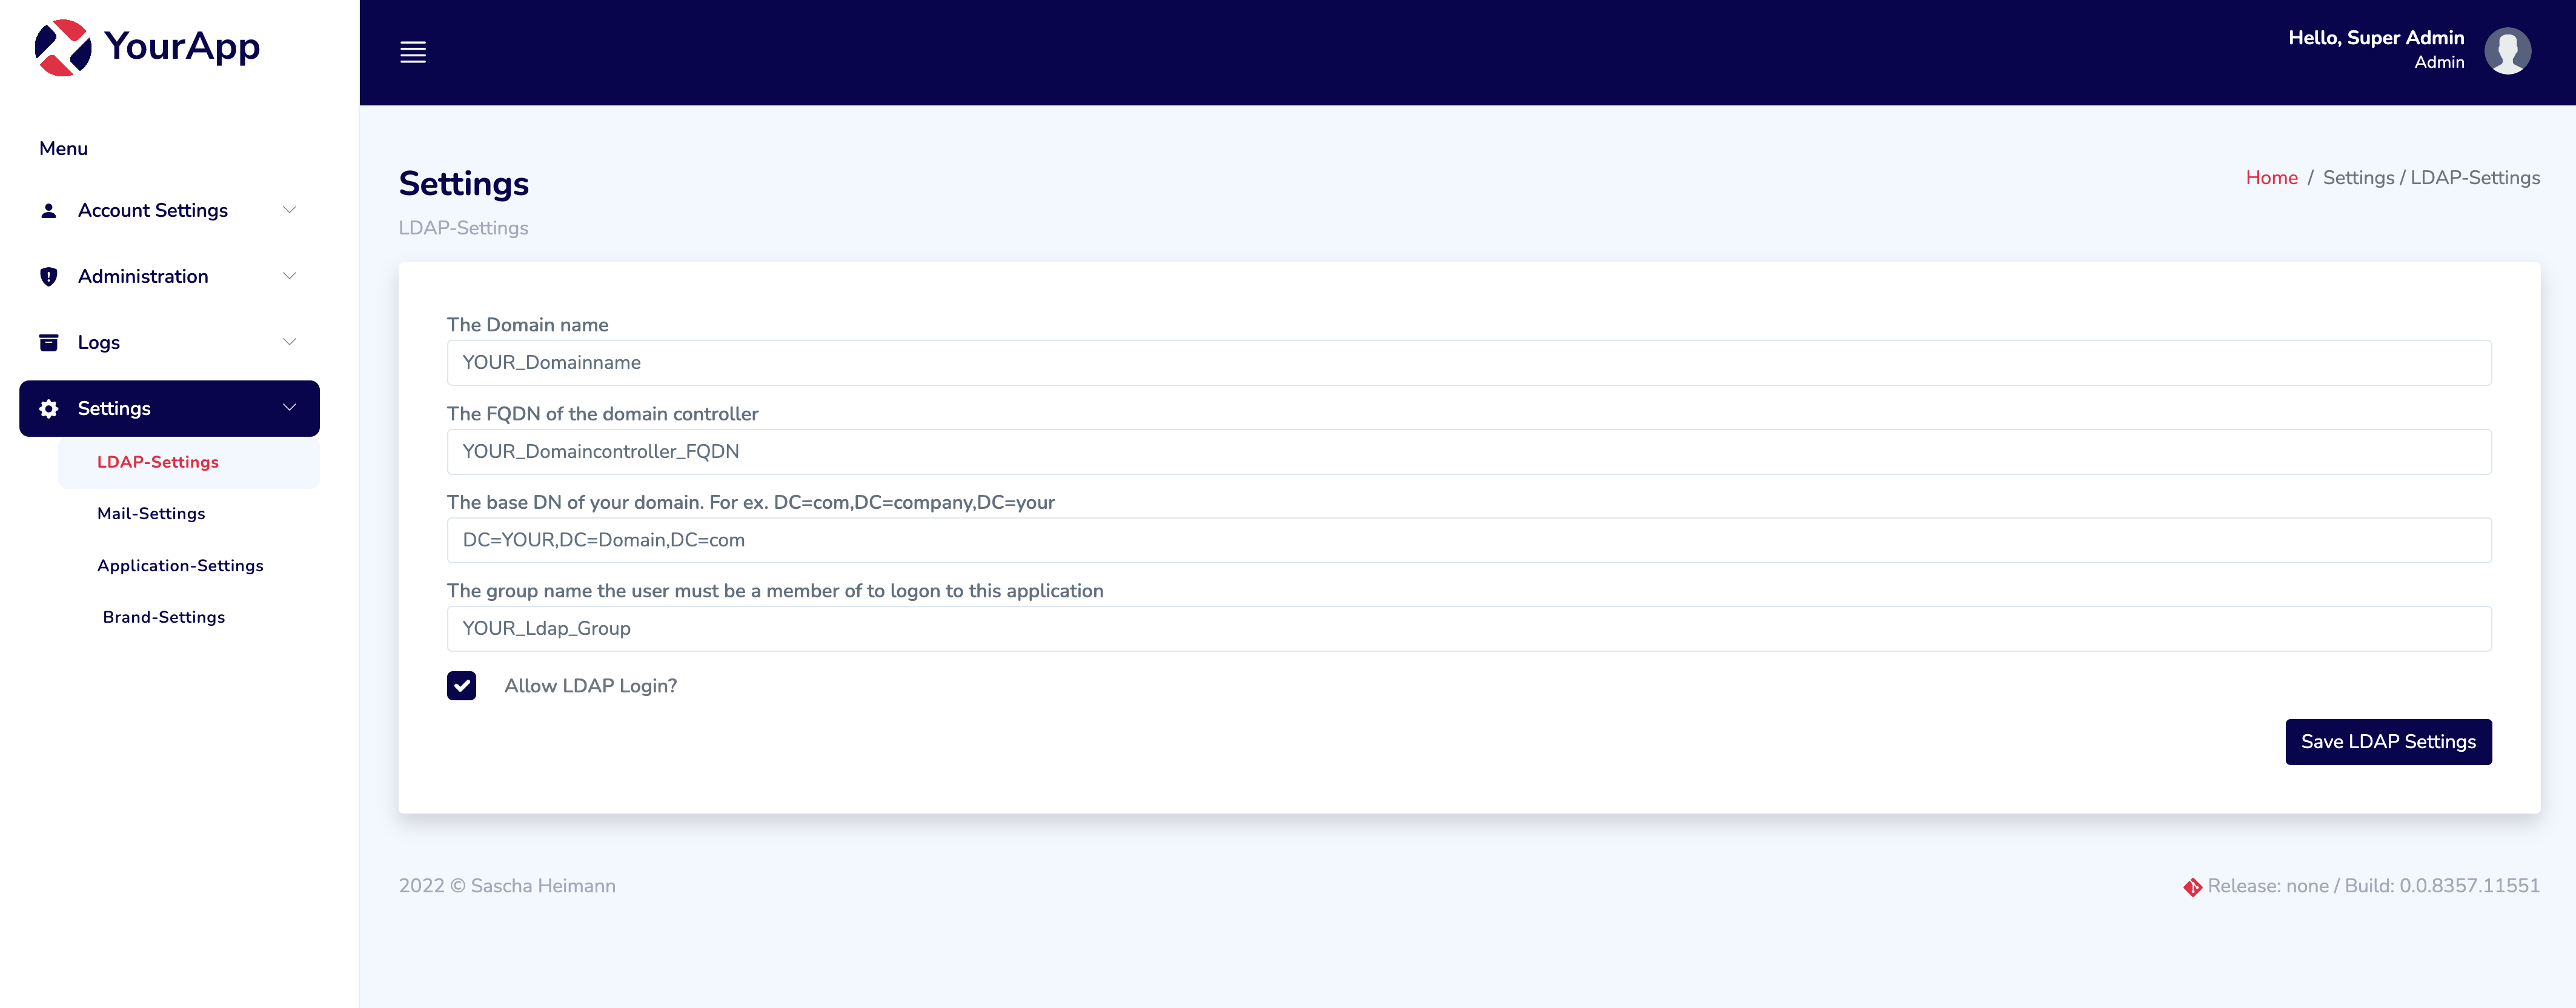 YourApp
Hello, Super Admin
Admin
Menu
Account Settings
Administration
Logs
Settings
LDAP-Settings
Mail-Settings
Application-Settings
Brand-Settings
Settings
Home / Settings / LDAP-Settings
LDAP-Settings
The Domain name
YOUR_Domainname
The FQDN of the domain controller
YOUR_Domaincontroller_FQDN
The base DN of your domain. For ex. DC=com,DC=company,DC=your
DC=YOUR,DC=Domain,DC=com
The group name the user must be a member of to logon to this application
YOUR_Ldap_Group
Allow LDAP Login?
Save LDAP Settings
2022 © Sascha Heimann
Release: none / Build: 0.0.8357.11551